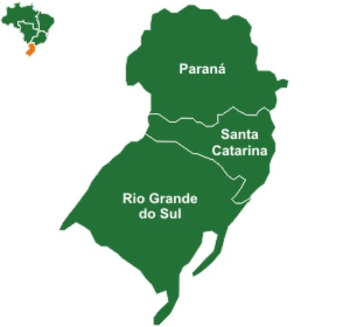 Paraná
Santa
Catarina
Rio Grande
do Sul